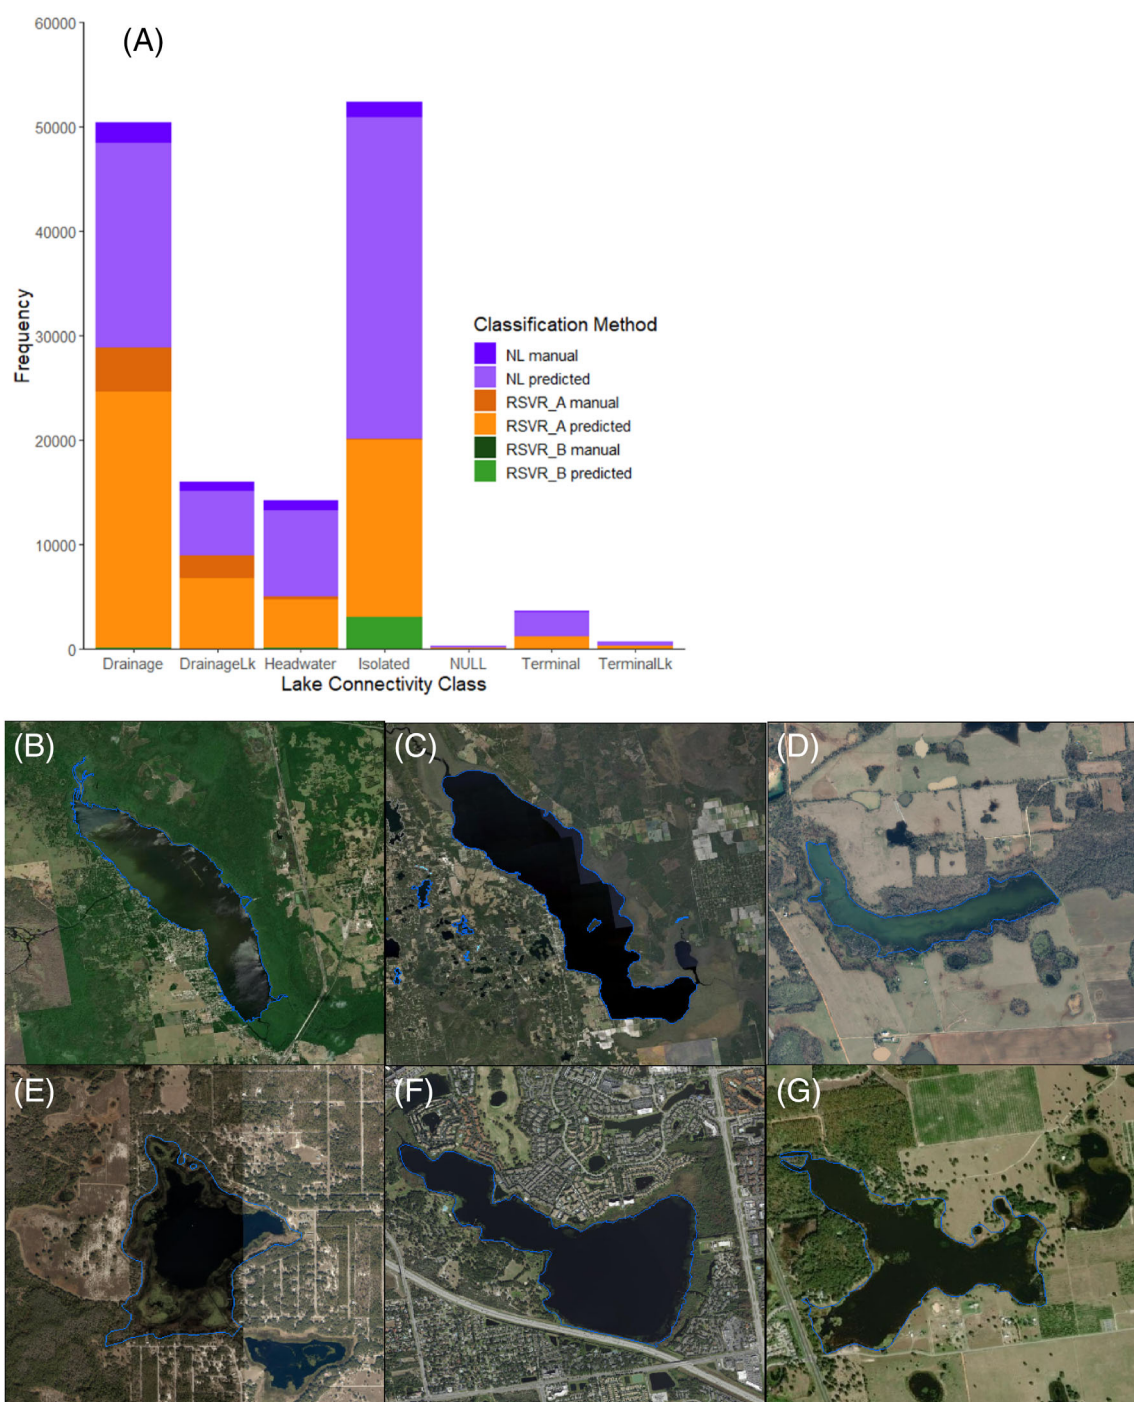 (A)
60000
50000
40000
30000
20000
10000
0
Frequency
Classification Method
NL manual
NL predicted
RSVR_A manual
RSVR_A predicted
RSVR_B manual
RSVR_B predicted
Drainage DrainageLk Headwater Isolated NULL Terminal TerminalLk
Lake Connectivity Class
(B) (C) (D)
(E) (F) (G)